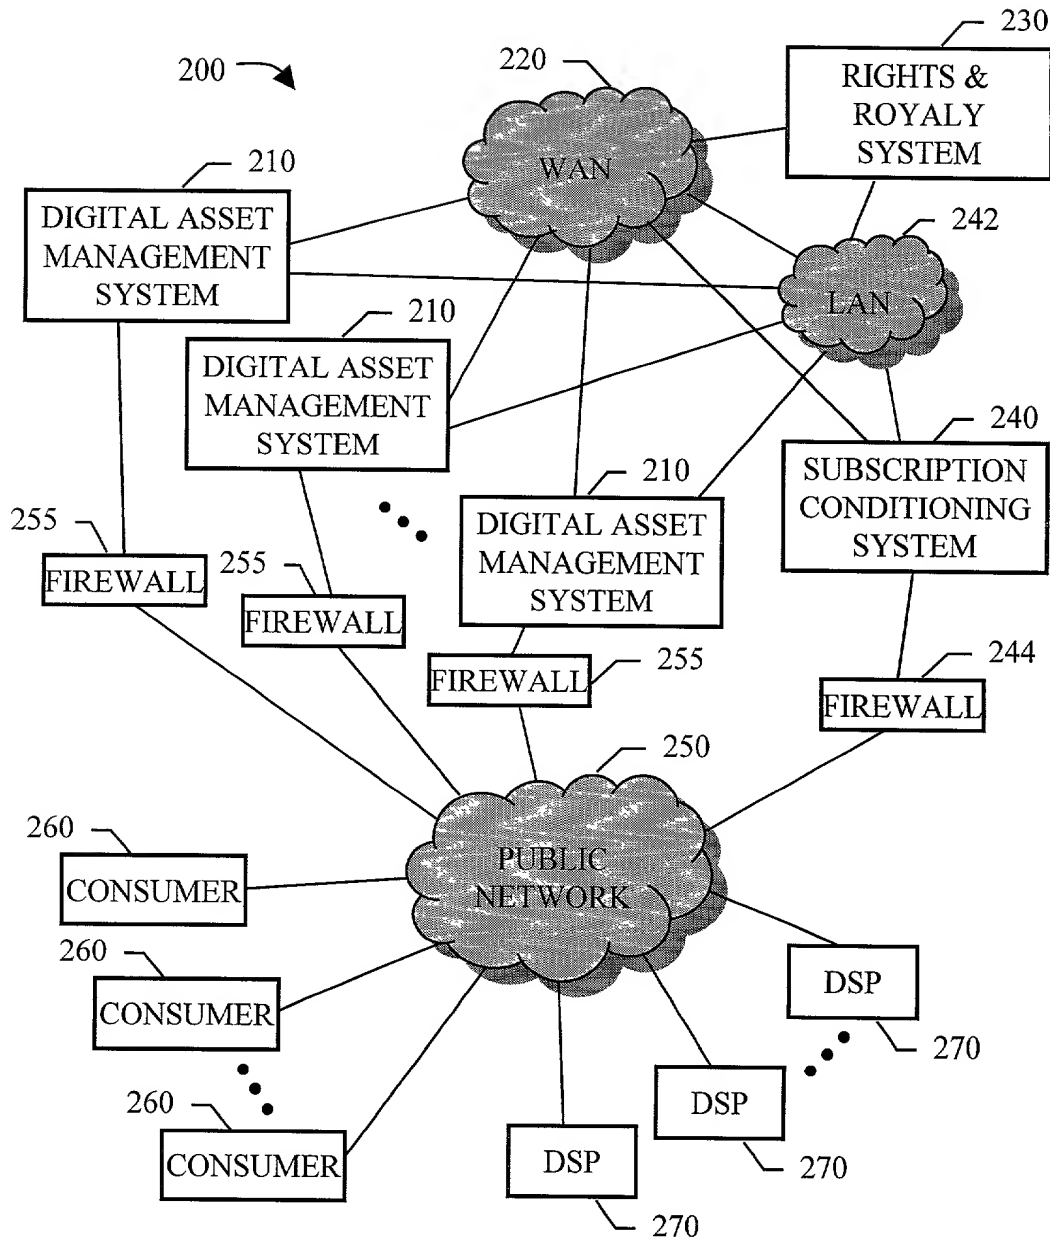 230
200
220
RIGHTS &
ROYALY
SYSTEM
WAN
210
DIGITAL ASSET
MANAGEMENT
SYSTEM
242
LAN
210
DIGITAL ASSET
MANAGEMENT
SYSTEM
240
SUBSCRIPTION
CONDITIONING
SYSTEM
210
DIGITAL ASSET
MANAGEMENT
SYSTEM
255
FIREWALL
255
FIREWALL
255
FIREWALL
244
FIREWALL
250
PUBLIC
NETWORK
260
CONSUMER
260
CONSUMER
260
CONSUMER
DSP
270
DSP
270
DSP
270